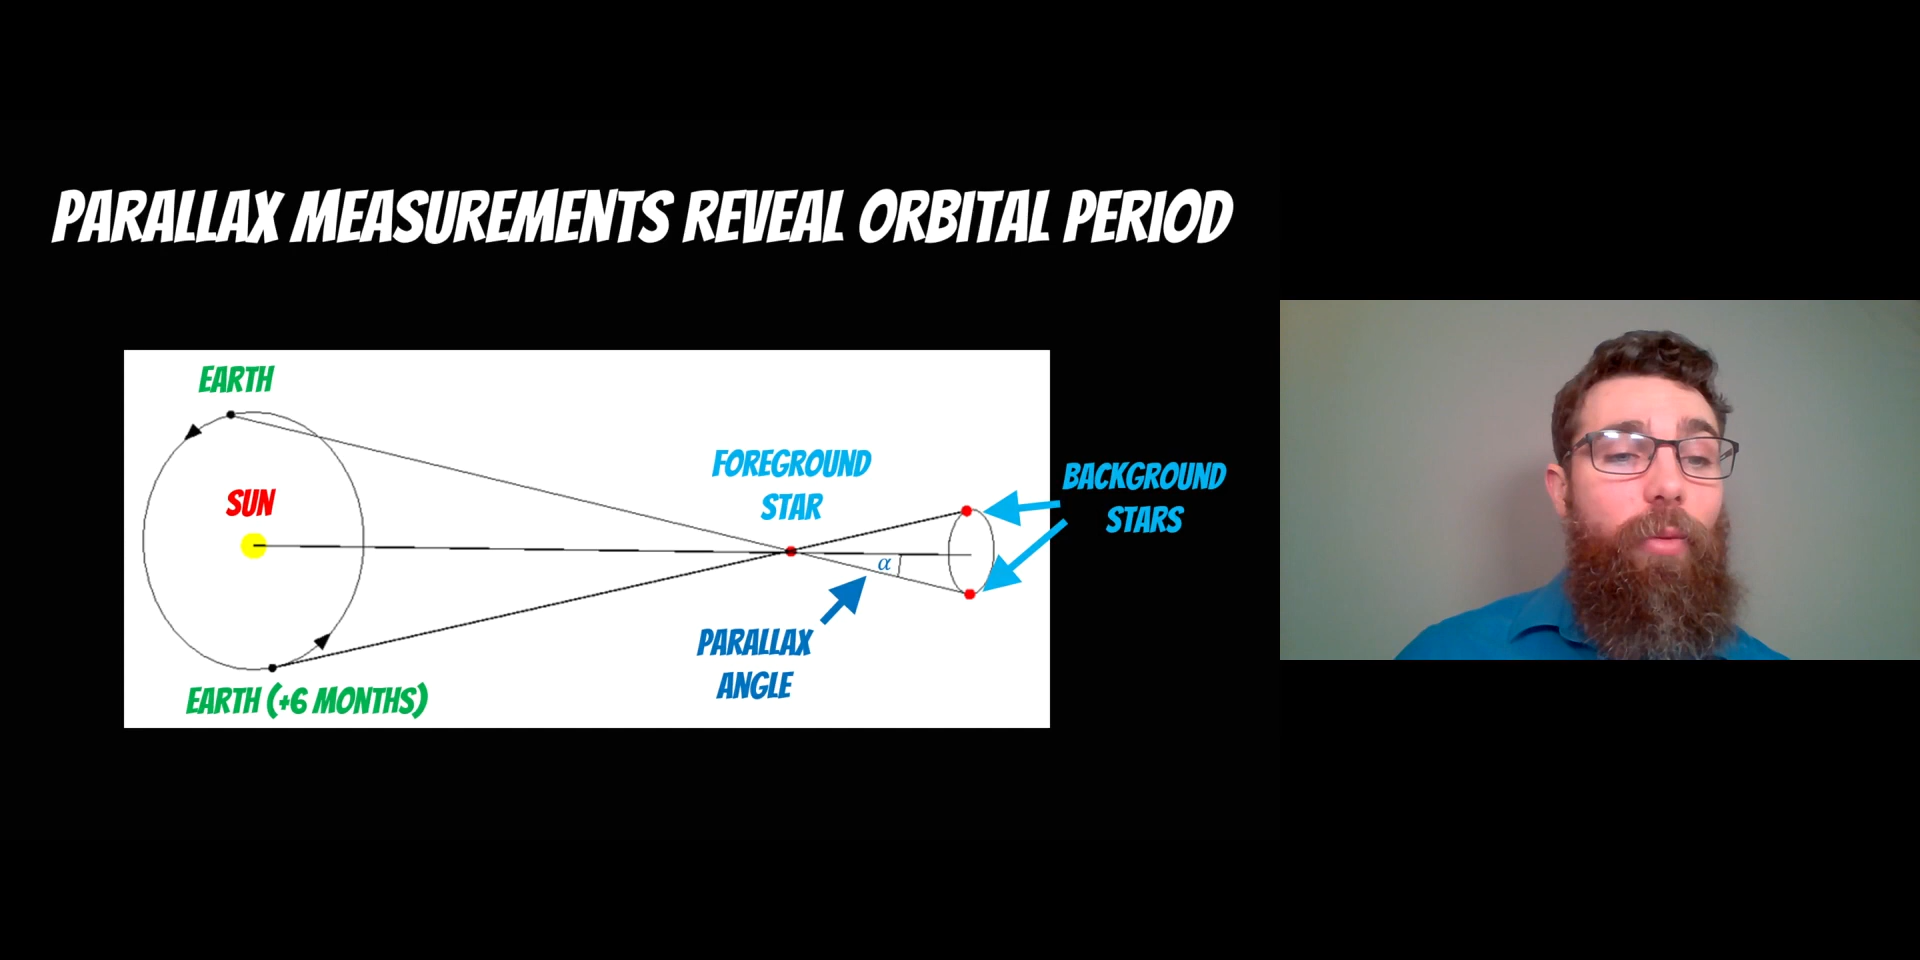 PARALLAX MEASUREMENTS REVEAL ORBITAL PERIOD
EARTH
SUN
FOREGROUND
STAR
BACKGROUND
STARS
α
PARALLAX
ANGLE
EARTH (+6 MONTHS)